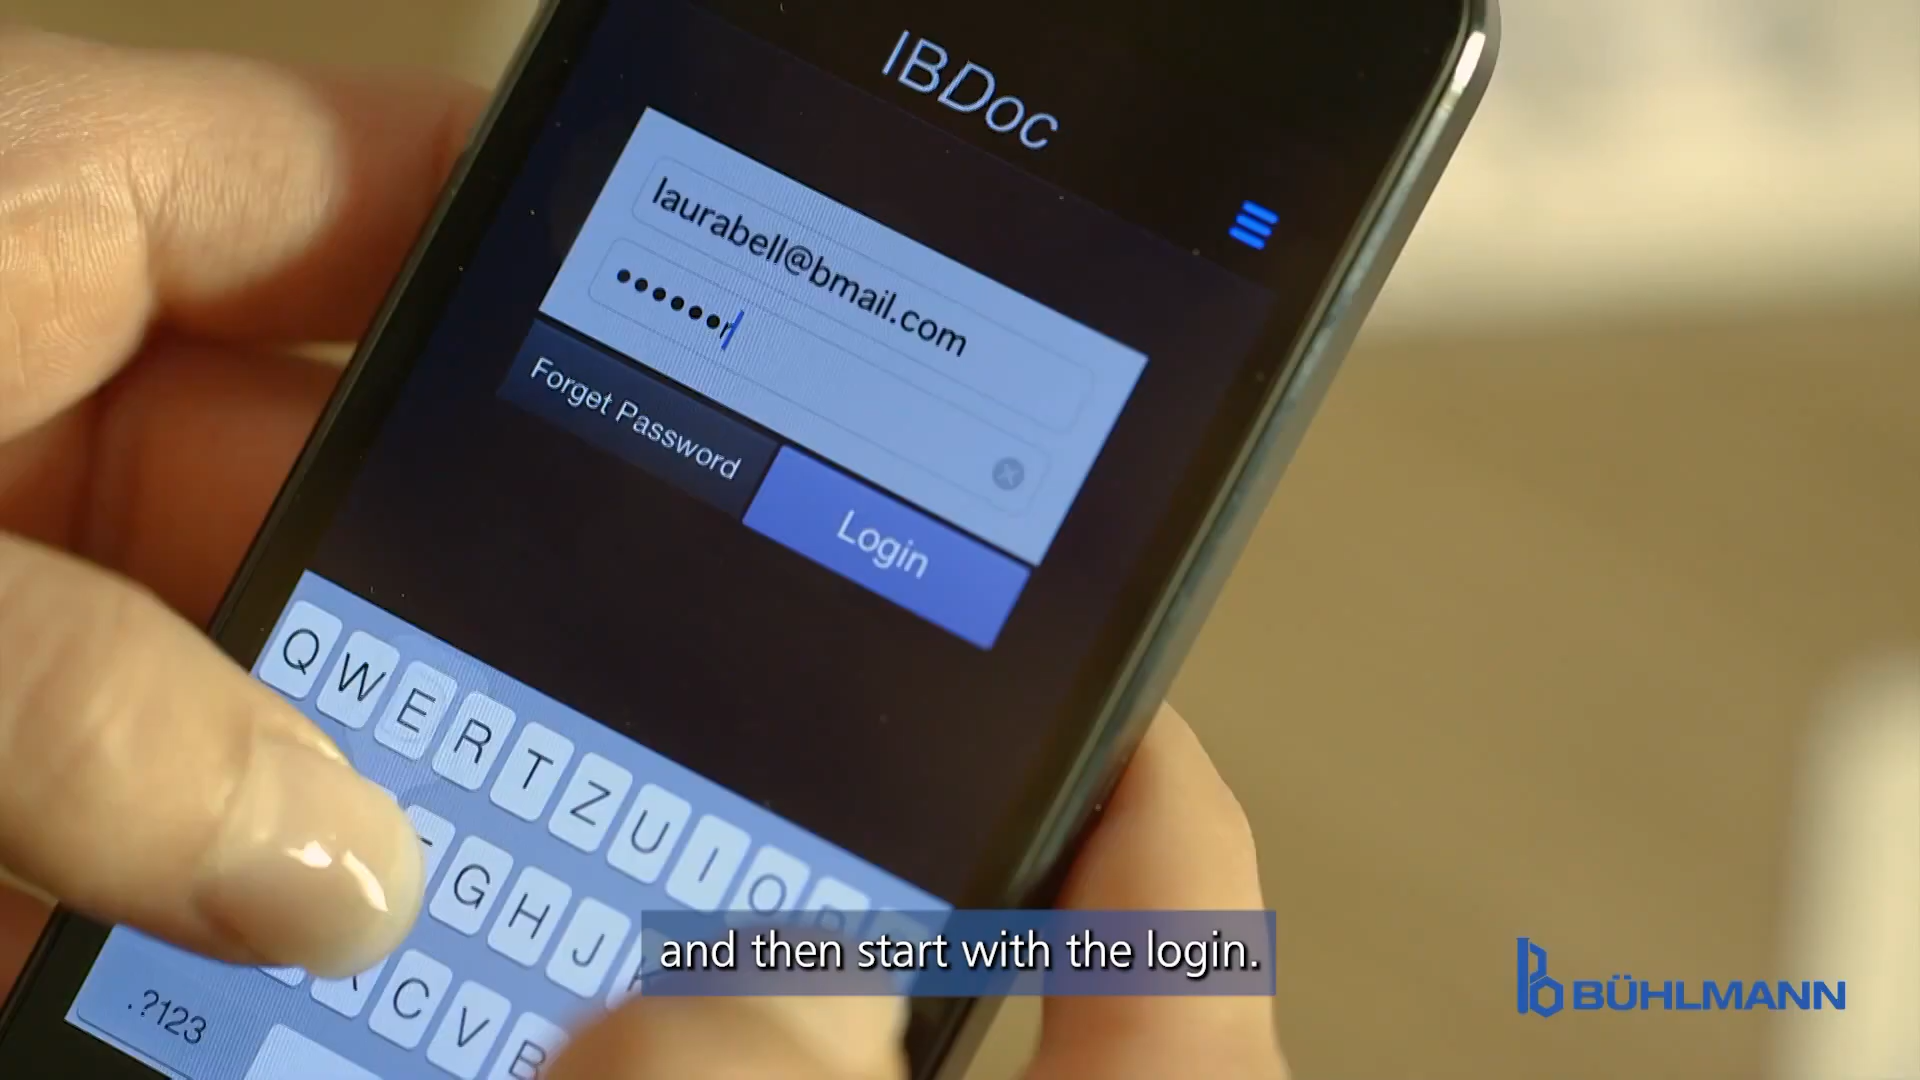 IBDoc
laurabell@bmail.com
••••••r
Forget Password
Login
Q W E R T Z U I O
G H J
C V B
.?123
and then start with the login.
BÜHLMANN